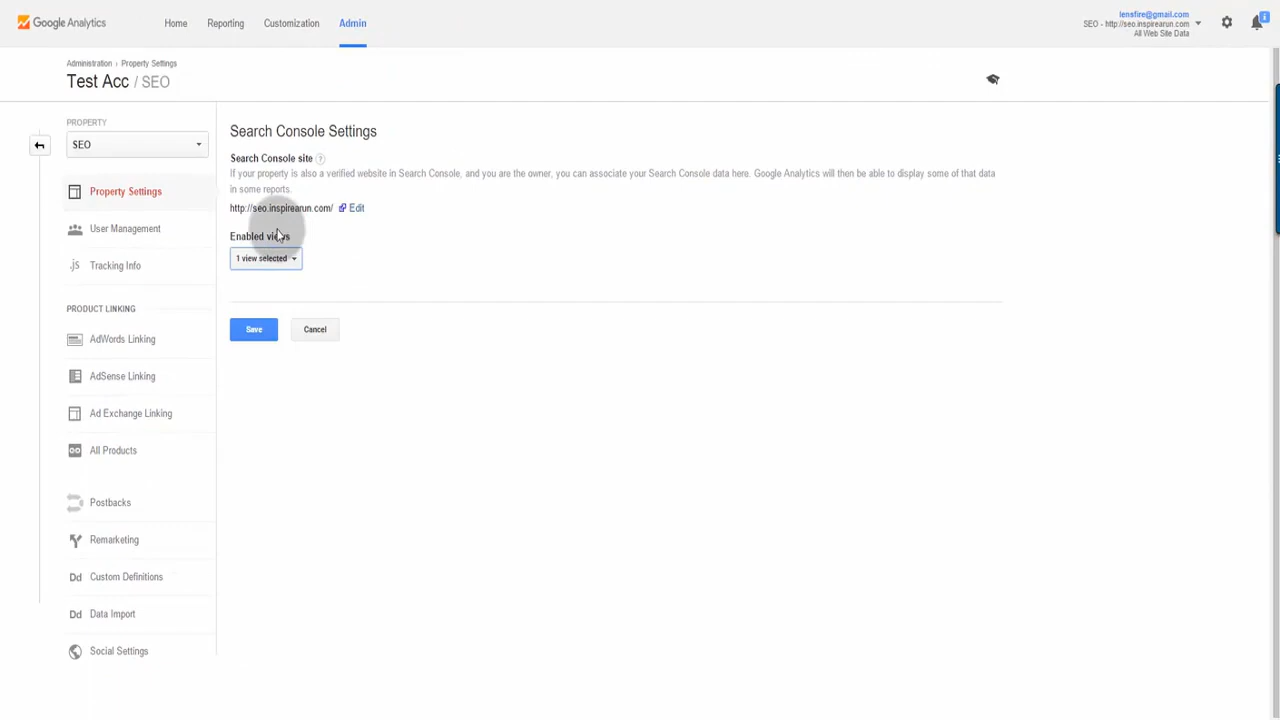 Google Analytics
Home Reporting Customization Admin
lensfire@gmail.com
SEO - http://seo.inspirearun.com
All Web Site Data
Administration › Property Settings
Test Acc / SEO
PROPERTY
SEO
Property Settings
User Management
.js Tracking Info
PRODUCT LINKING
AdWords Linking
AdSense Linking
Ad Exchange Linking
All Products
Postbacks
Remarketing
Dd Custom Definitions
Dd Data Import
Social Settings
Search Console Settings
Search Console site ?
If your property is also a verified website in Search Console, and you are the owner, you can associate your Search Console data here. Google Analytics will then be able to display some of that data
in some reports.
http://seo.inspirearun.com/ Edit
Enabled views
1 view selected
Save Cancel